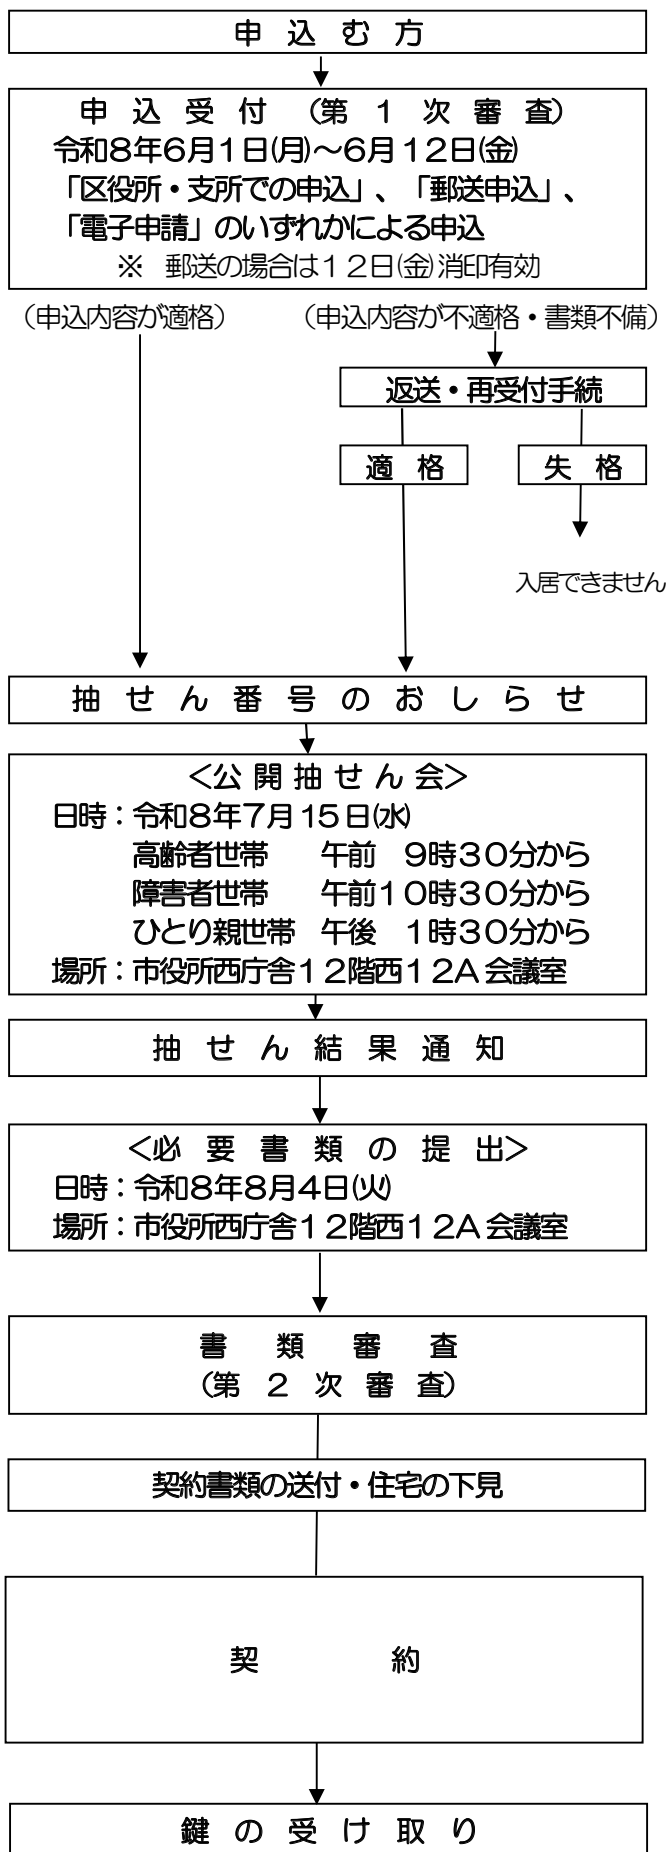 申込む方
申込受付（第１次審査）
令和８年６月１日(月)～６月１２日(金)
「区役所・支所での申込」、「郵送申込」、
「電子申請」のいずれかによる申込
※　郵送の場合は１２日(金)消印有効
（申込内容が適格）　（申込内容が不適格・書類不備）
返送・再受付手続
適格　失格
入居できません
抽せん番号のおしらせ
＜公開抽せん会＞
日時：令和８年７月15日(水)
高齢者世帯　午前　９時３０分から
障害者世帯　午前１０時３０分から
ひとり親世帯　午後　１時３０分から
場所：市役所西庁舎１２階西１２Ａ会議室
抽せん結果通知
＜必要書類の提出＞
日時：令和８年８月４日(火)
場所：市役所西庁舎１２階西１２Ａ会議室
書類審査
（第２次審査）
契約書類の送付・住宅の下見
契約
鍵の受け取り